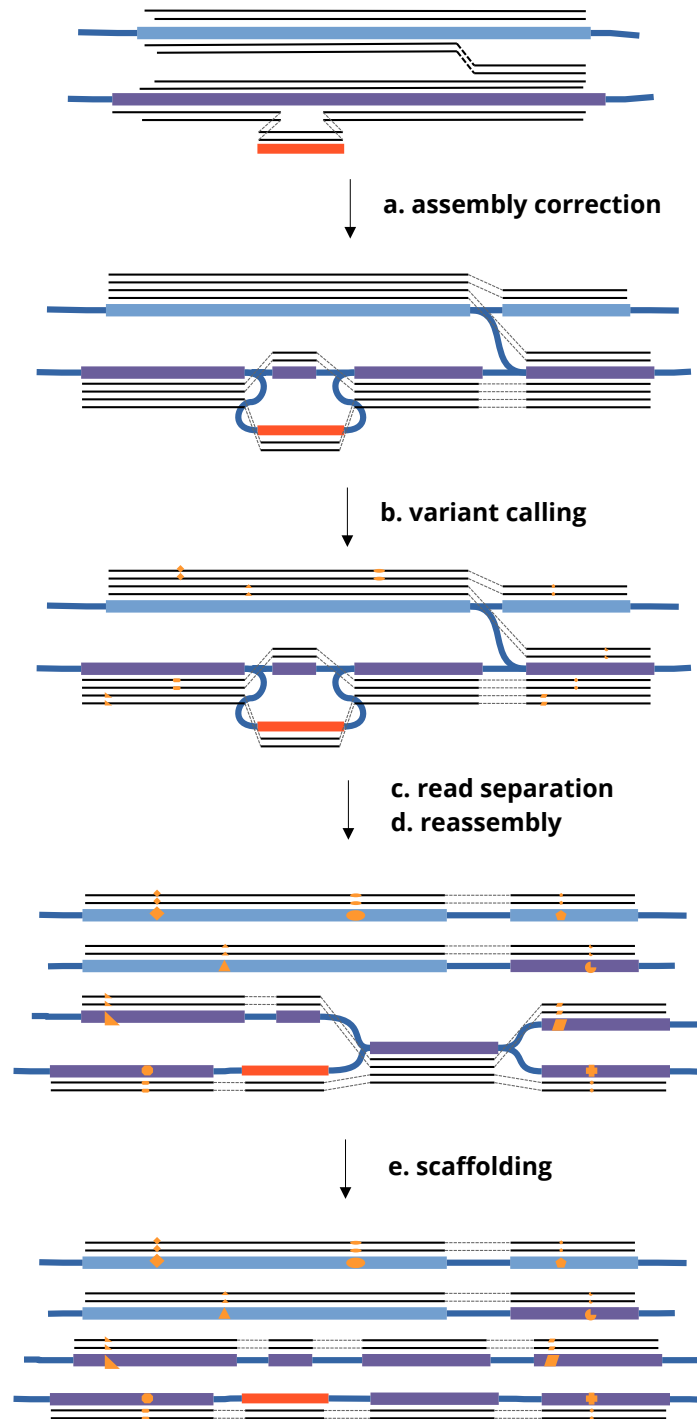 a. assembly correction
b. variant calling
c. read separation
d. reassembly
e. scaffolding